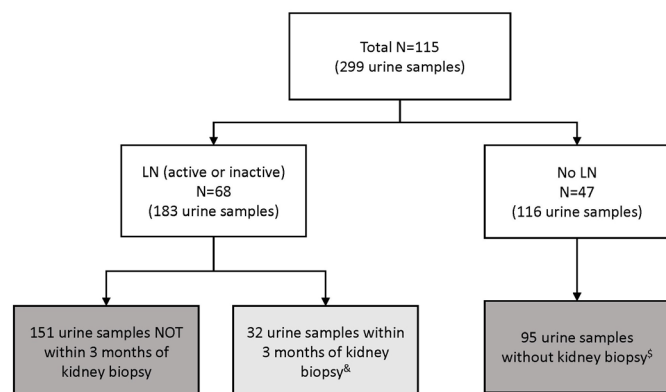 Total N=115
(299 urine samples)
LN (active or inactive)
N=68
(183 urine samples)
No LN
N=47
(116 urine samples)
151 urine samples NOT
within 3 months of
kidney biopsy
32 urine samples within
3 months of kidney
biopsy&
95 urine samples
without kidney biopsy$